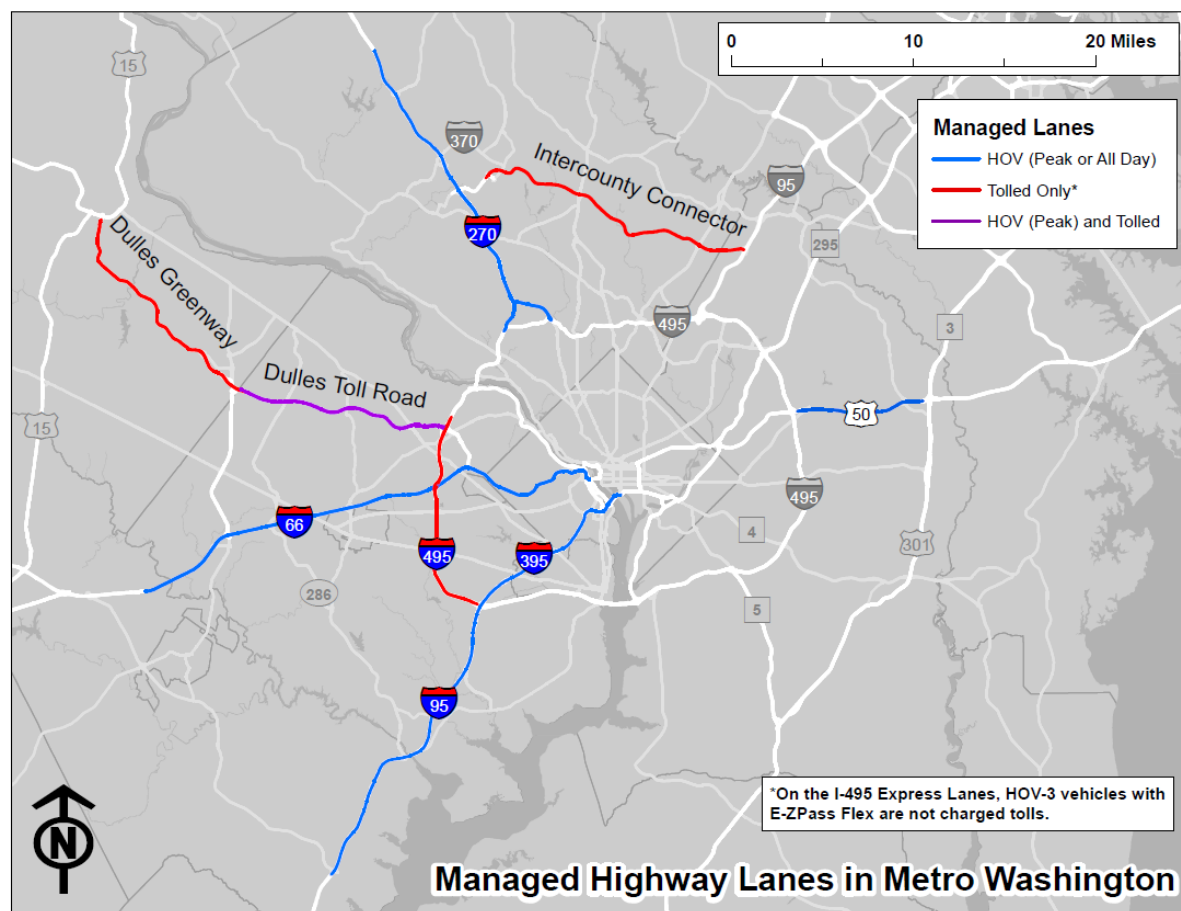 0 10 20 Miles
Managed Lanes
HOV (Peak or All Day)
Tolled Only*
HOV (Peak) and Tolled
15
370
Intercounty Connector
95
270
295
Dulles Greenway
495
3
Dulles Toll Road
15
50
66
495
495
395
4
301
286
5
95
*On the I-495 Express Lanes, HOV-3 vehicles with
E-ZPass Flex are not charged tolls.
N
Managed Highway Lanes in Metro Washington